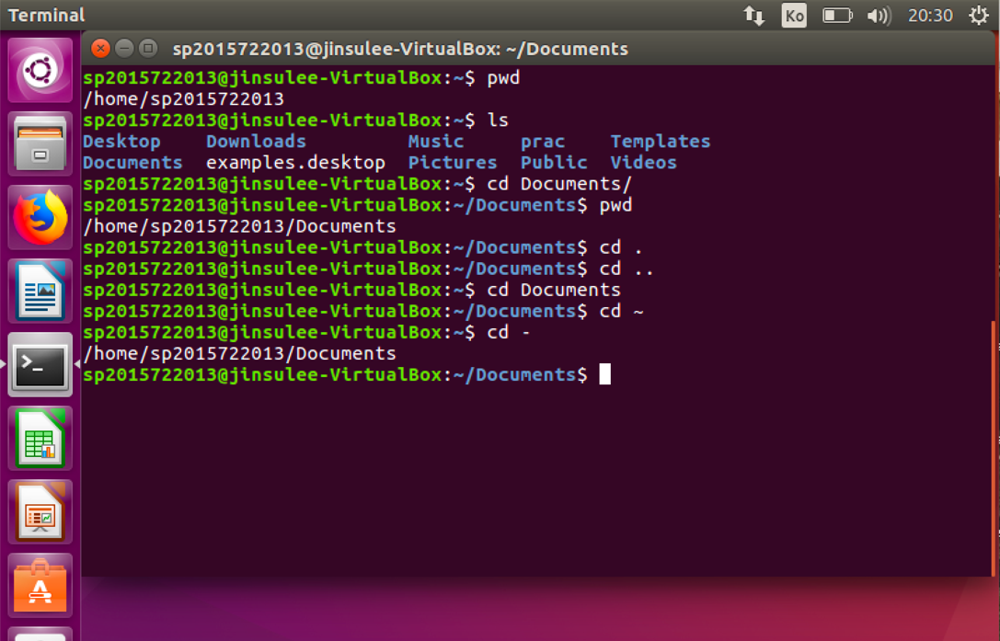 Terminal
Ko
20:30
sp2015722013@jinsulee-VirtualBox: ~/Documents
sp2015722013@jinsulee-VirtualBox:~$ pwd
/home/sp2015722013
sp2015722013@jinsulee-VirtualBox:~$ ls
Desktop Downloads Music prac Templates
Documents examples.desktop Pictures Public Videos
sp2015722013@jinsulee-VirtualBox:~$ cd Documents/
sp2015722013@jinsulee-VirtualBox:~/Documents$ pwd
/home/sp2015722013/Documents
sp2015722013@jinsulee-VirtualBox:~/Documents$ cd .
sp2015722013@jinsulee-VirtualBox:~/Documents$ cd ..
sp2015722013@jinsulee-VirtualBox:~$ cd Documents
sp2015722013@jinsulee-VirtualBox:~/Documents$ cd ~
sp2015722013@jinsulee-VirtualBox:~$ cd -
/home/sp2015722013/Documents
sp2015722013@jinsulee-VirtualBox:~/Documents$